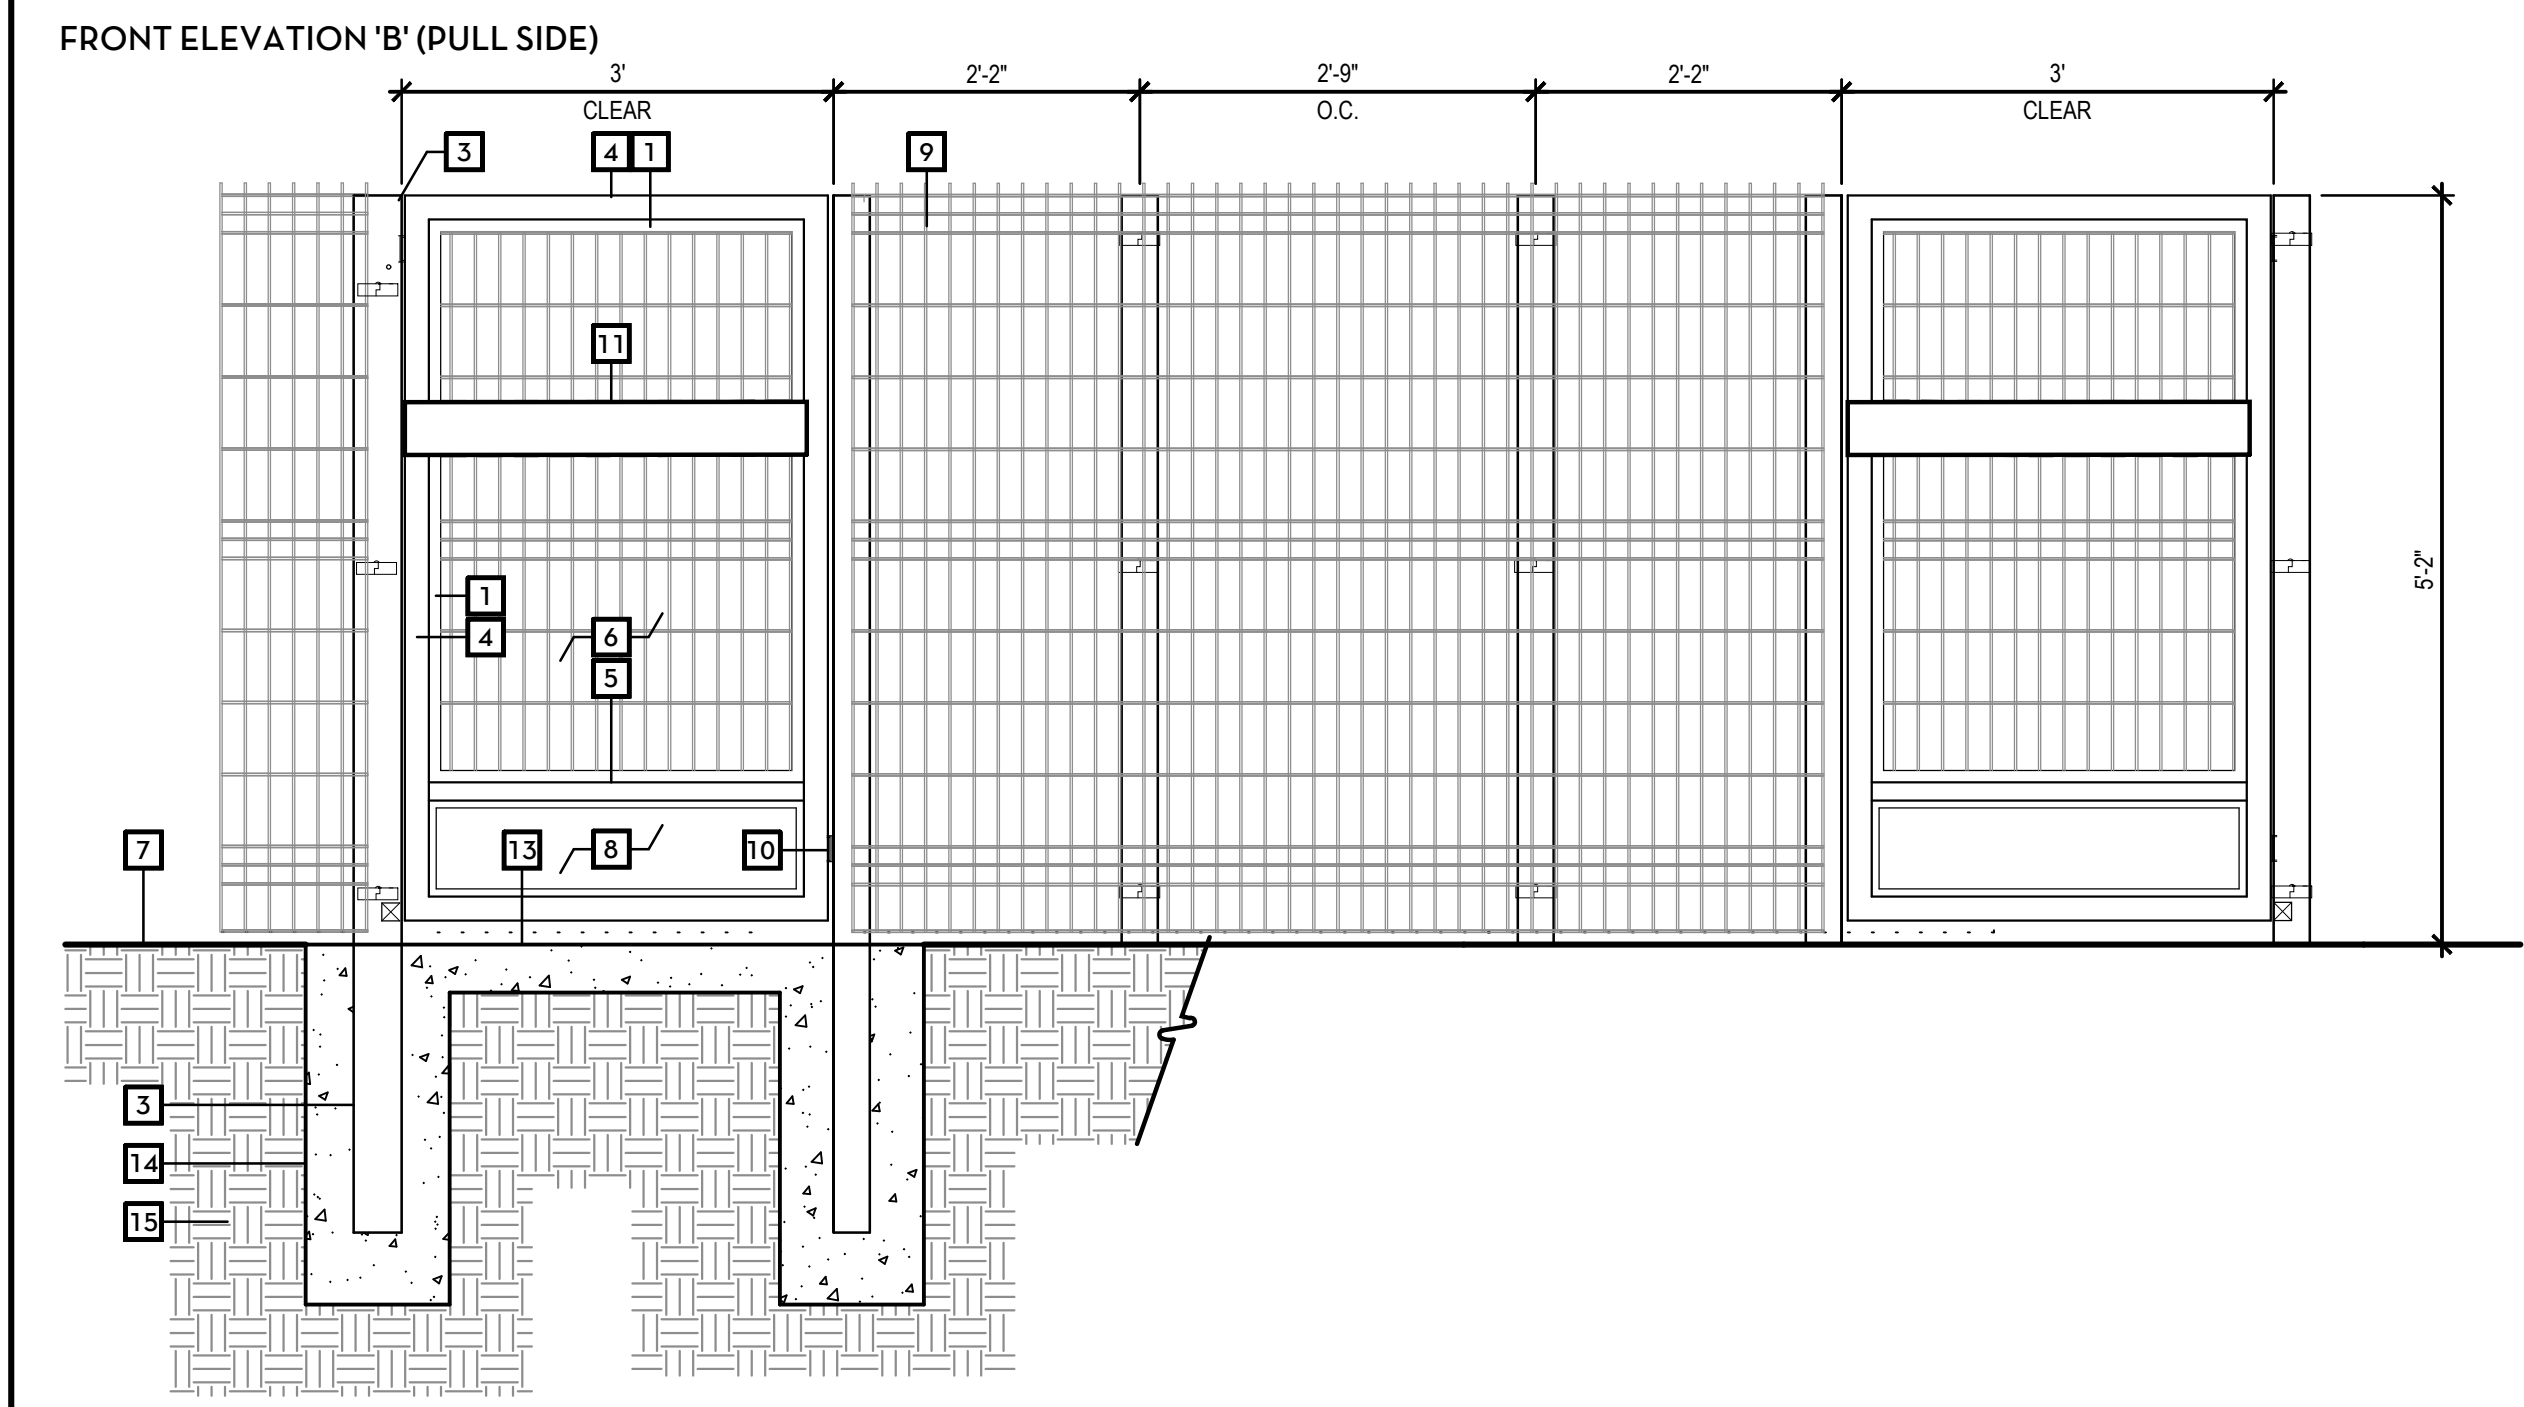 FRONT ELEVATION 'B' (PULL SIDE)
3' 2'-2" 2'-9" 2'-2" 3'
CLEAR O.C. CLEAR
3 4 1 9
11
1
4 6
5
5'-2"
7 13 8 10
3
14
15